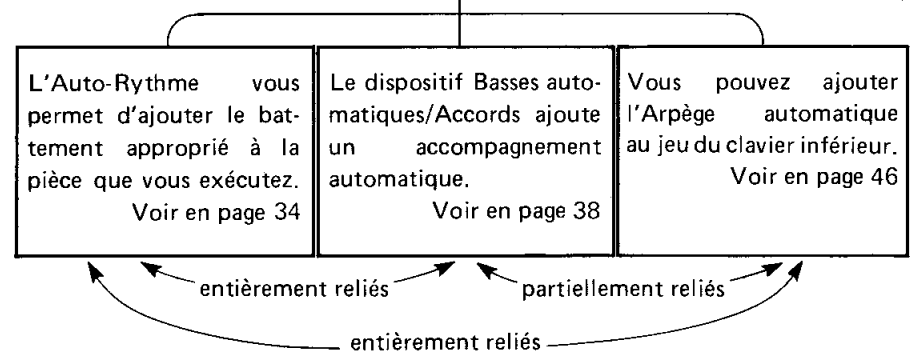 L'Auto-Rythme vous
permet d'ajouter le bat-
tement approprié à la
pièce que vous exécutez.
Voir en page 34
Le dispositif Basses auto-
matiques/Accords ajoute
un accompagnement
automatique.
Voir en page 38
Vous pouvez ajouter
l'Arpège automatique
au jeu du clavier inférieur.
Voir en page 46
entièrement reliés
partiellement reliés
entièrement reliés